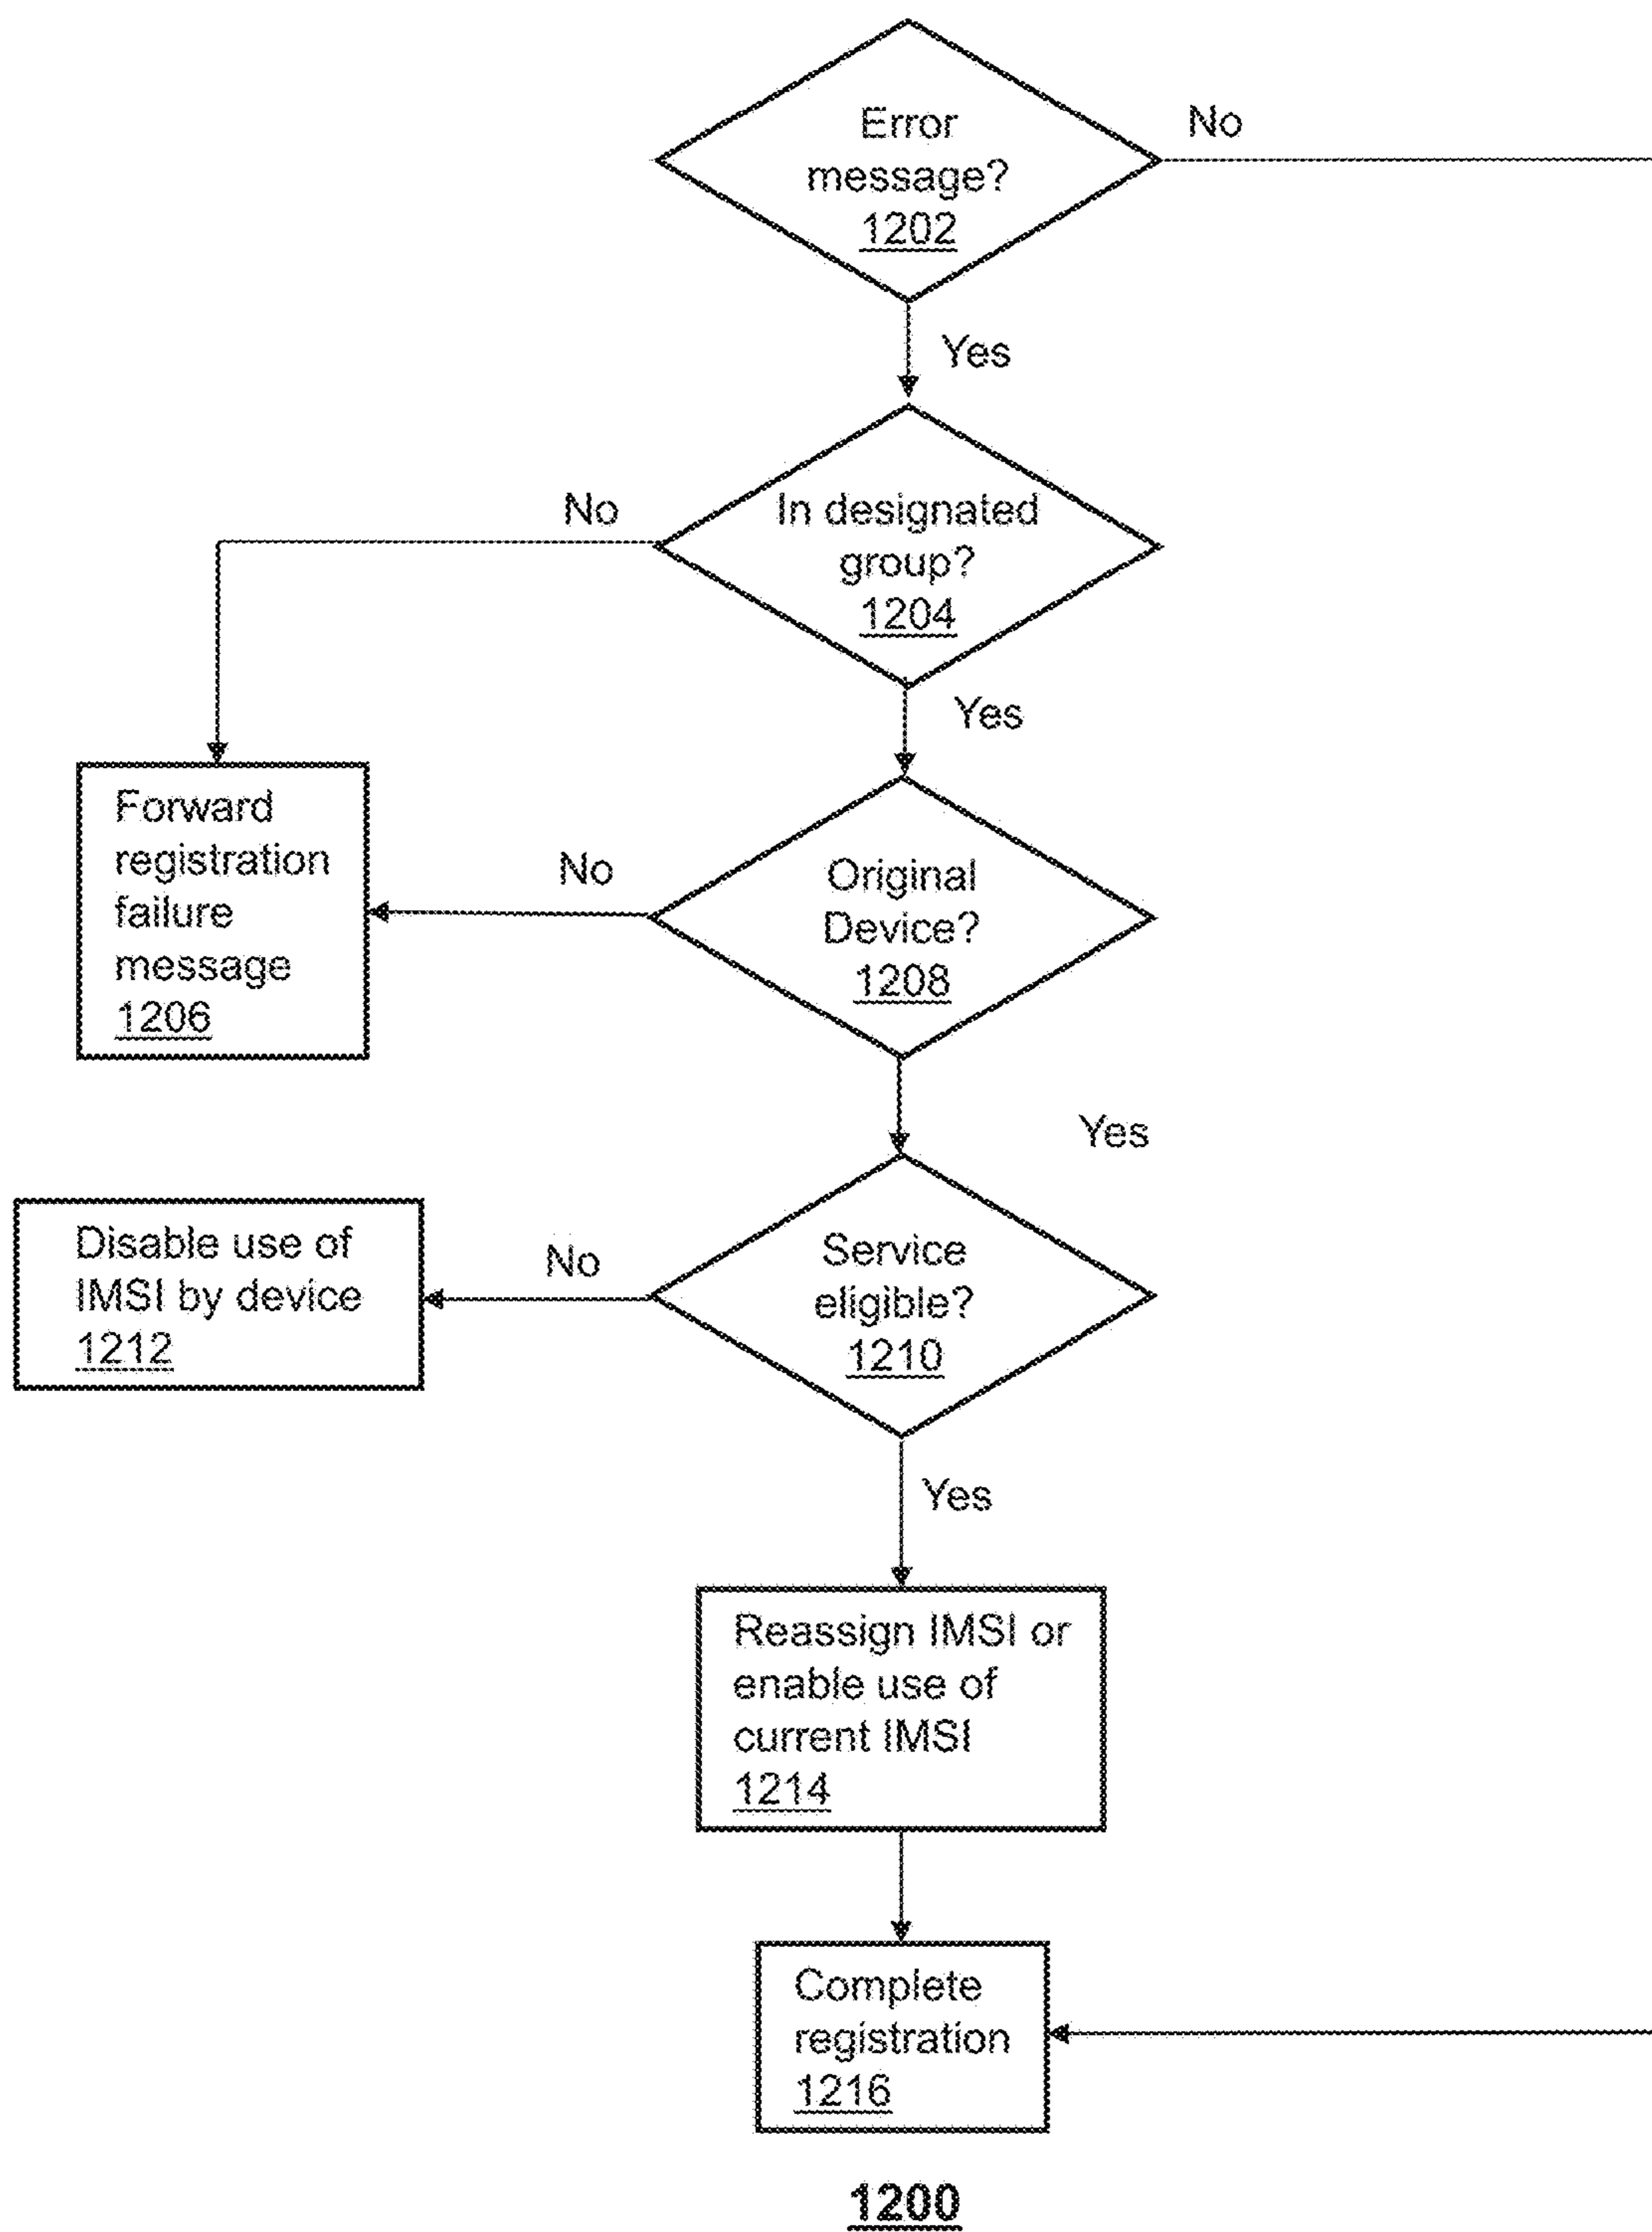 Error
message?
1202
No
Yes
In designated
group?
1204
No
Yes
Forward
registration
failure
message
1206
No
Original
Device?
1208
Yes
Disable use of
IMSI by device
1212
No
Service
eligible?
1210
Yes
Reassign IMSI or
enable use of
current IMSI
1214
Complete
registration
1216
1200